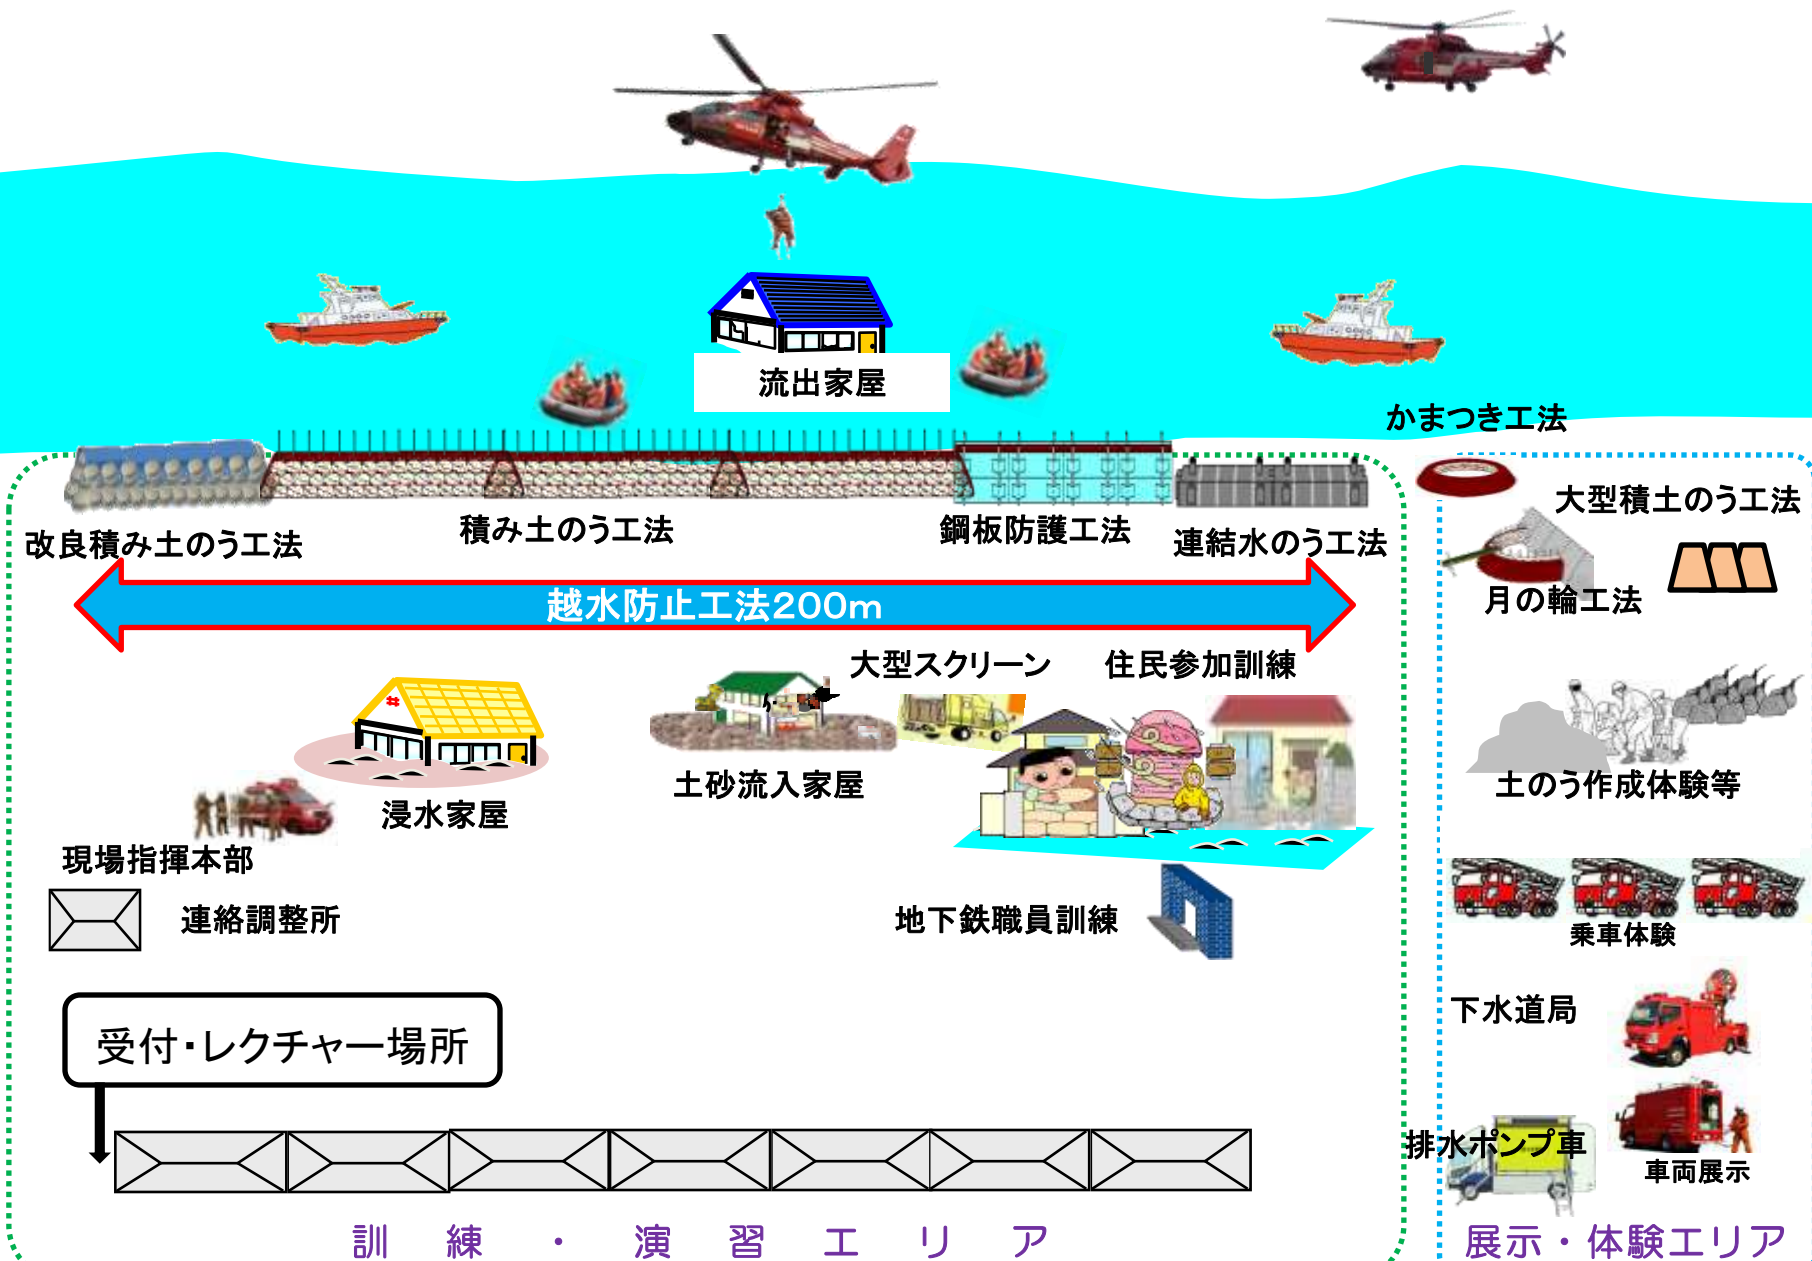 流出家屋
かまつき工法
改良積み土のう工法
積み土のう工法
鋼板防護工法
連結水のう工法
大型積土のう工法
月の輪工法
越水防止工法200m
大型スクリーン
住民参加訓練
浸水家屋
土砂流入家屋
土のう作成体験等
現場指揮本部
連絡調整所
地下鉄職員訓練
乗車体験
下水道局
受付・レクチャー場所
排水ポンプ車
車両展示
訓練・演習エリア
展示・体験エリア